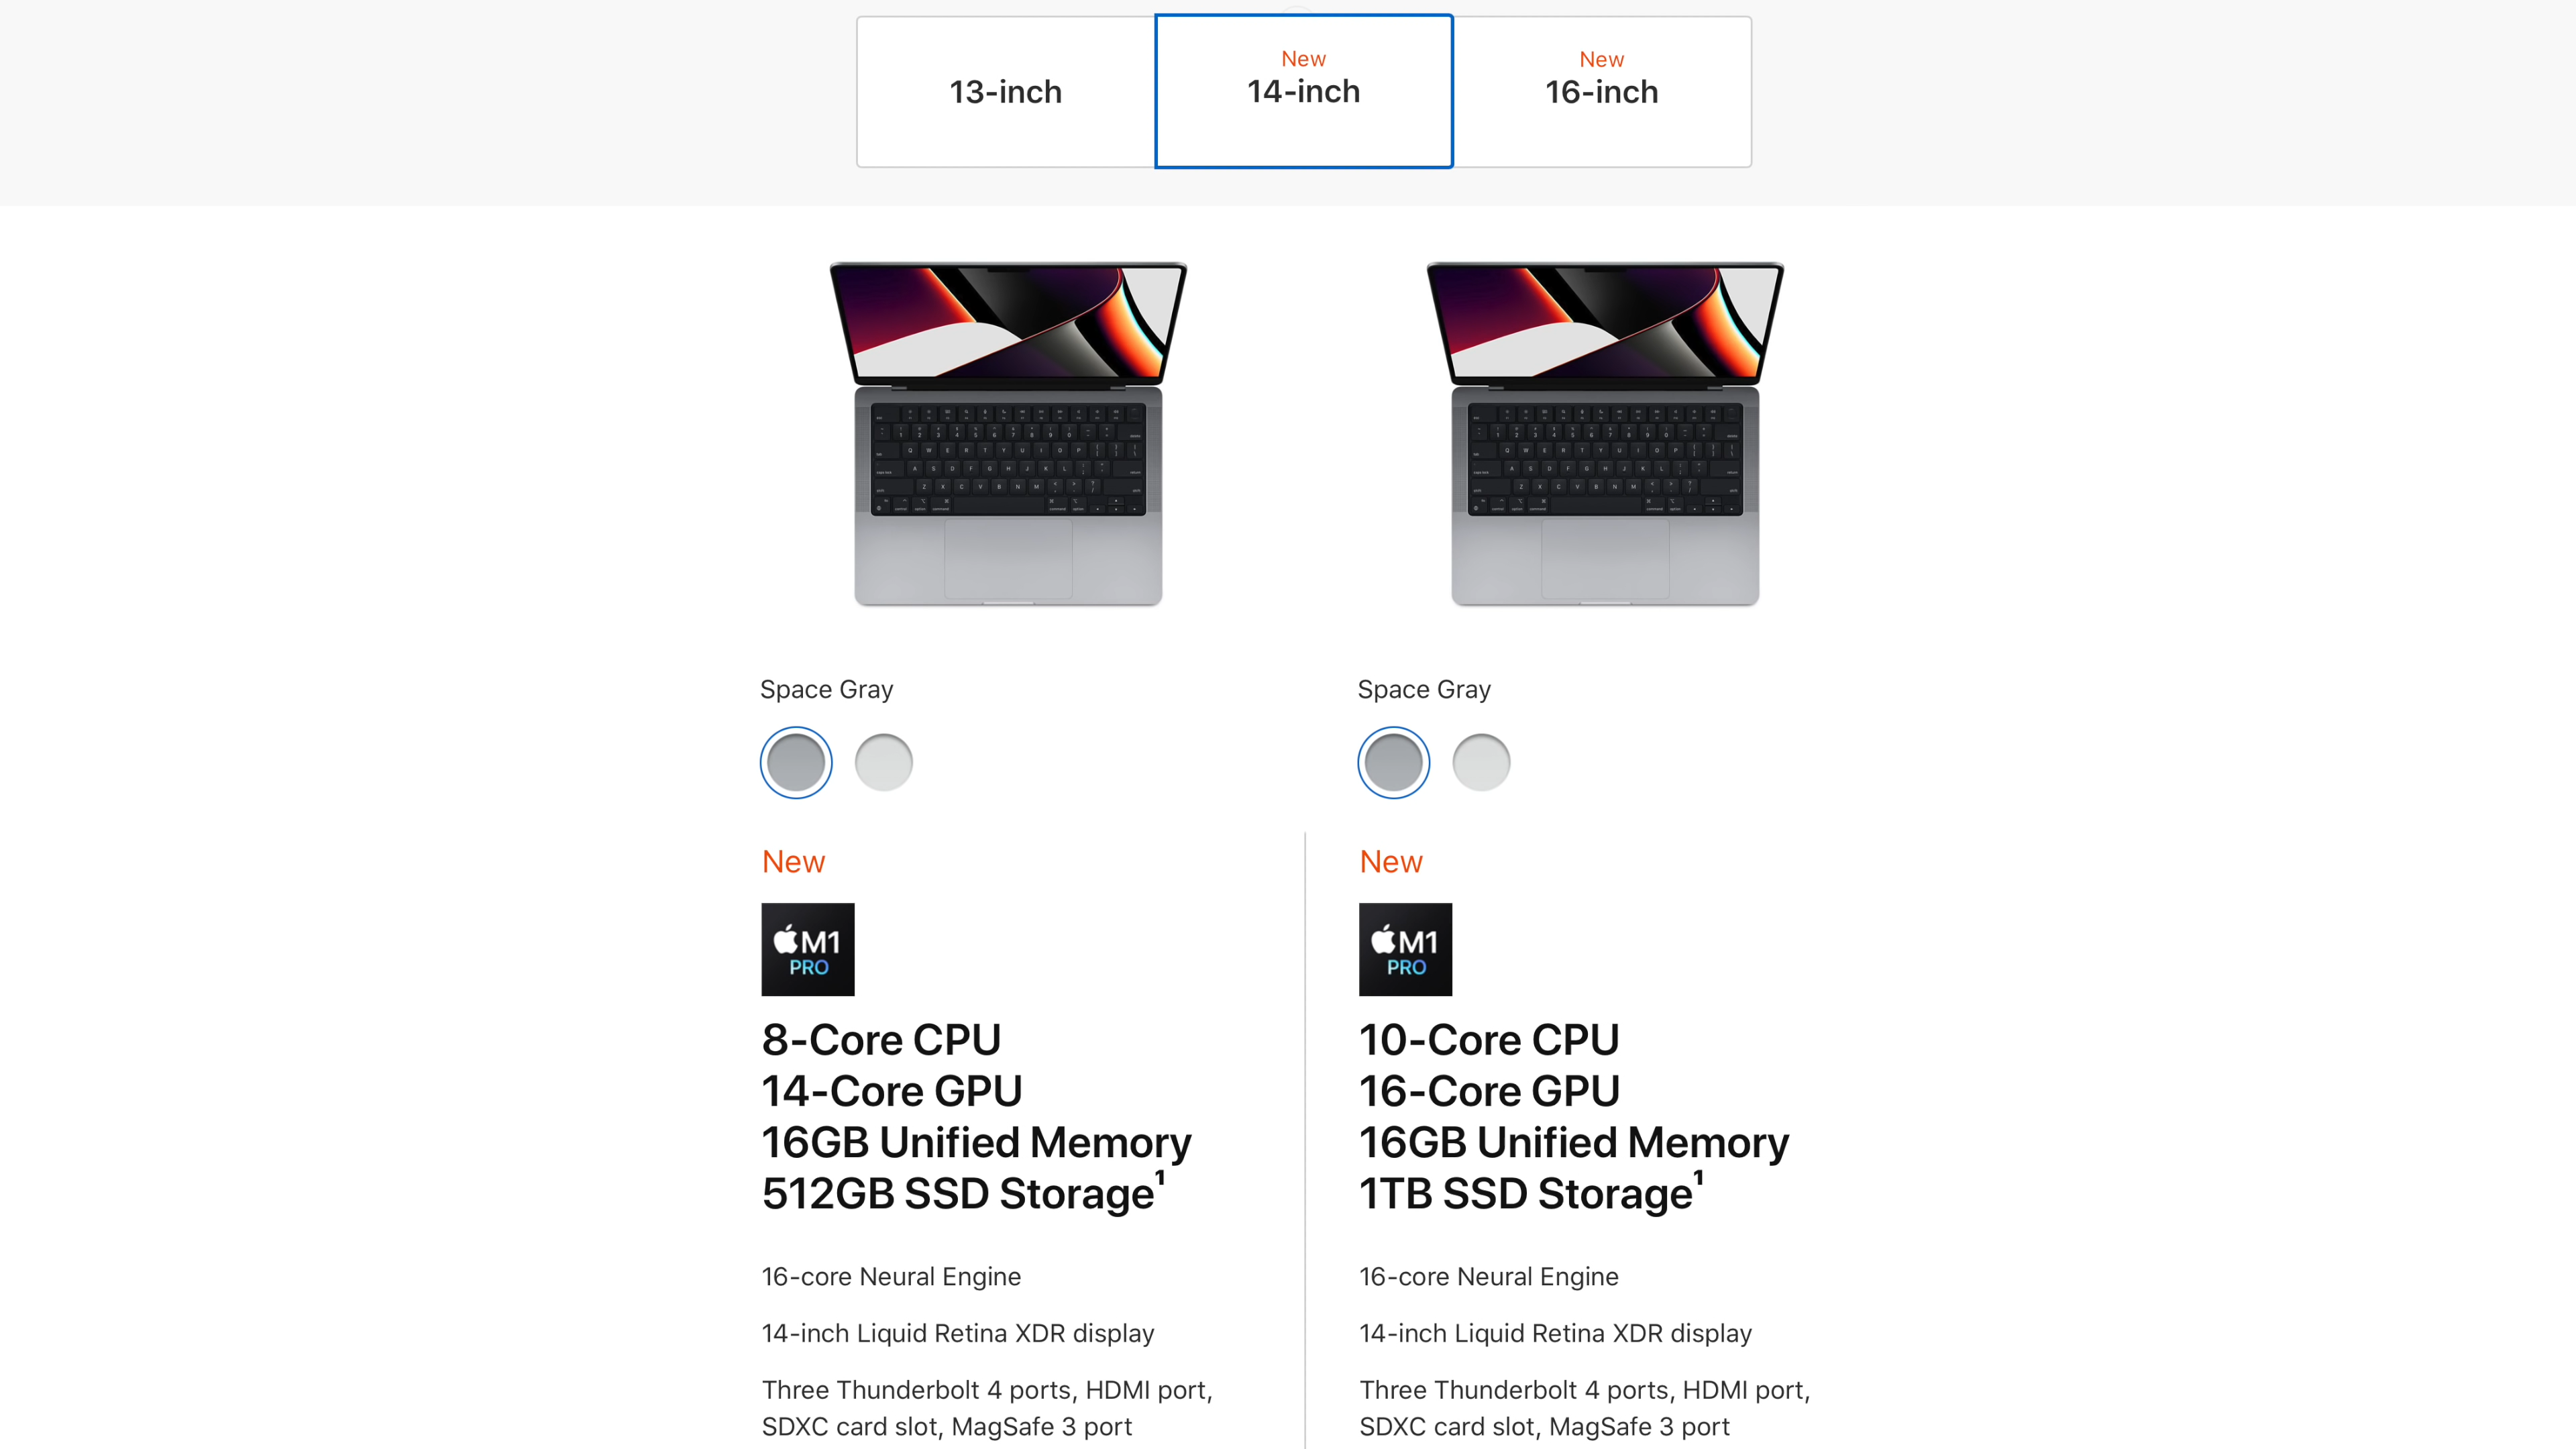 13-inch
New
14-inch
New
16-inch
Space Gray
Space Gray
New
M1
PRO
8-Core CPU
14-Core GPU
16GB Unified Memory
512GB SSD Storage¹
16-core Neural Engine
14-inch Liquid Retina XDR display
Three Thunderbolt 4 ports, HDMI port,
SDXC card slot, MagSafe 3 port
New
M1
PRO
10-Core CPU
16-Core GPU
16GB Unified Memory
1TB SSD Storage¹
16-core Neural Engine
14-inch Liquid Retina XDR display
Three Thunderbolt 4 ports, HDMI port,
SDXC card slot, MagSafe 3 port